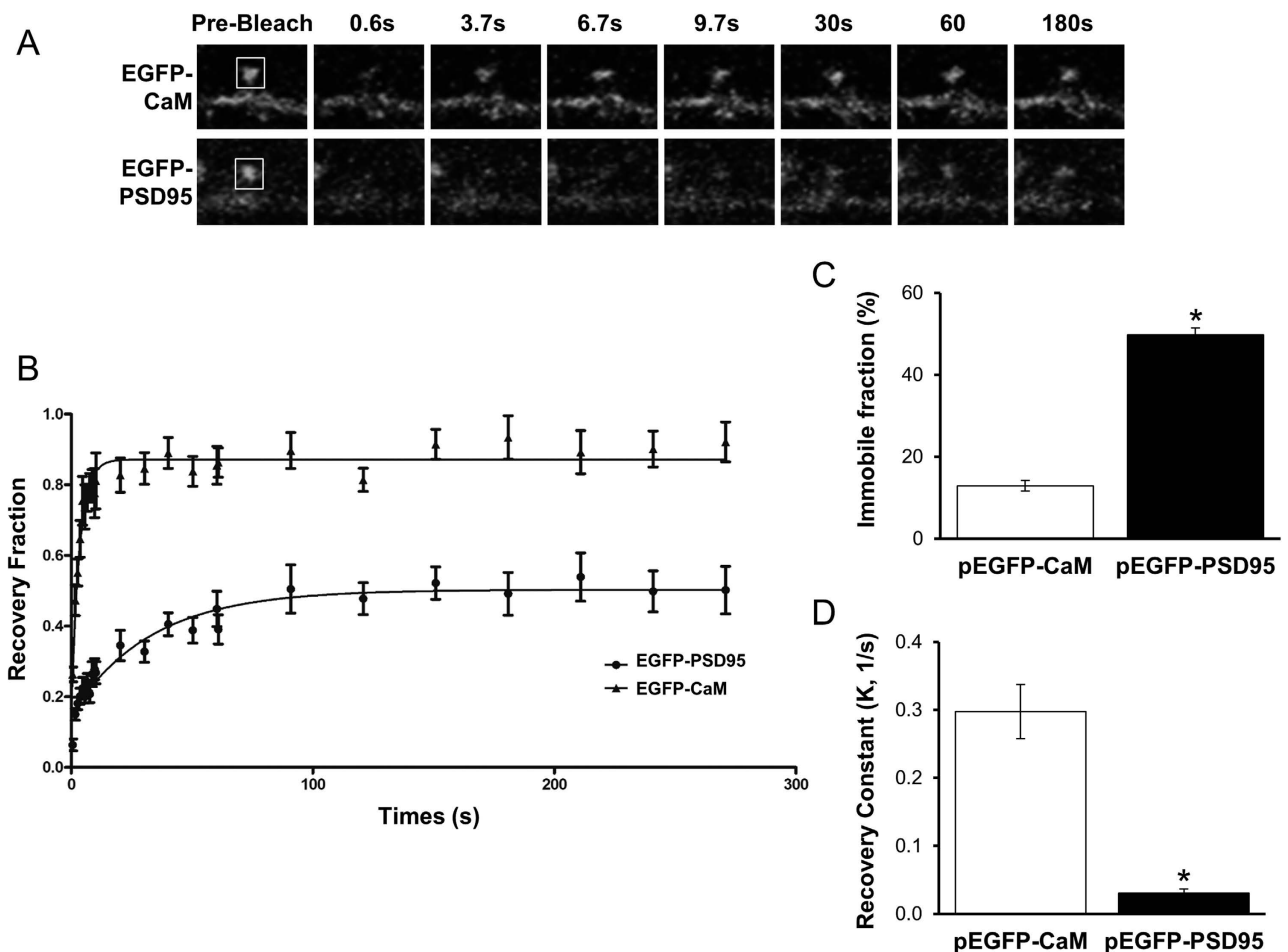 A
Pre-Bleach 0.6s 3.7s 6.7s 9.7s 30s 60 180s
EGFP-
CaM
EGFP-
PSD95
B
Recovery Fraction
1.0
0.8
0.6
0.4
0.2
0.0
0 100 200 300
Times (s)
EGFP-PSD95
EGFP-CaM
C
Immobile fraction (%)
60
40
20
0
*
pEGFP-CaM pEGFP-PSD95
D
Recovery Constant (K, 1/s)
0.4
0.3
0.2
0.1
0.0
*
pEGFP-CaM pEGFP-PSD95